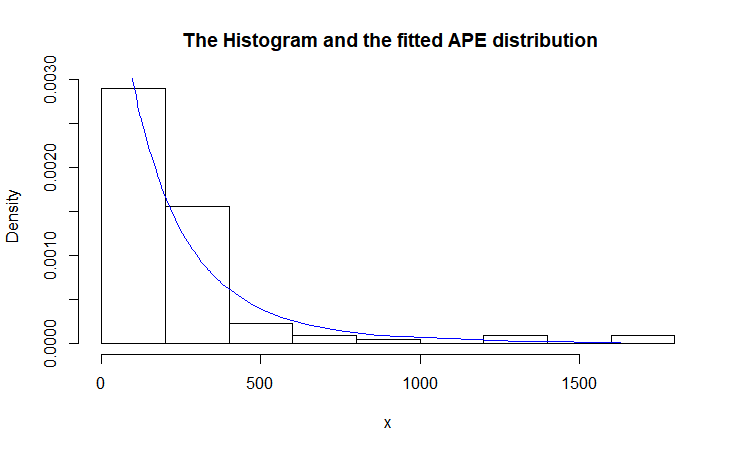 The Histogram and the fitted APE distribution
Density
0.0030
0.0020
0.0010
0.0000
0 500 1000 1500
x